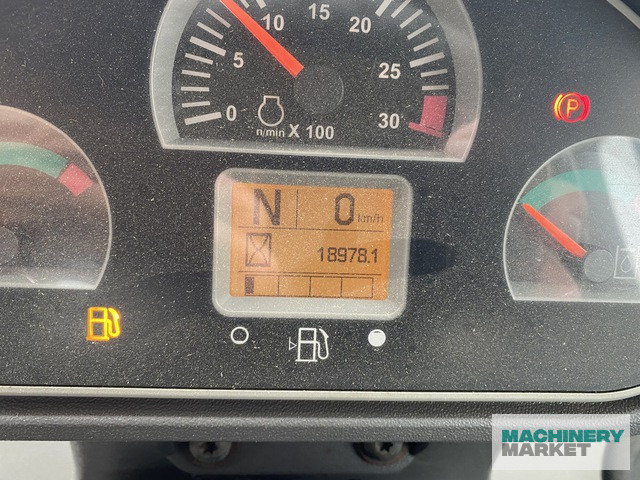 10 15 20
5 25
0 30
n/min X 100
P
N 0 km/h
18978.1
MACHINERY
MARKET